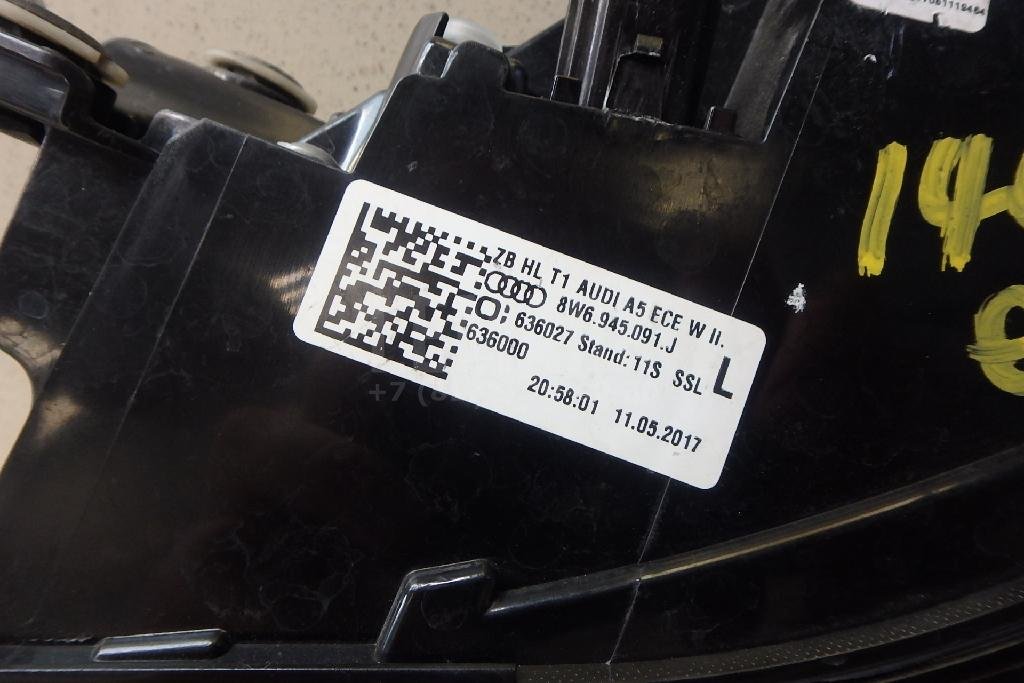 ZB HL T1 AUDI A5 ECE W II.
8W6.945.091.J
O; 636027 Stand: 11S SSL L
636000
20:58:01 11.05.2017